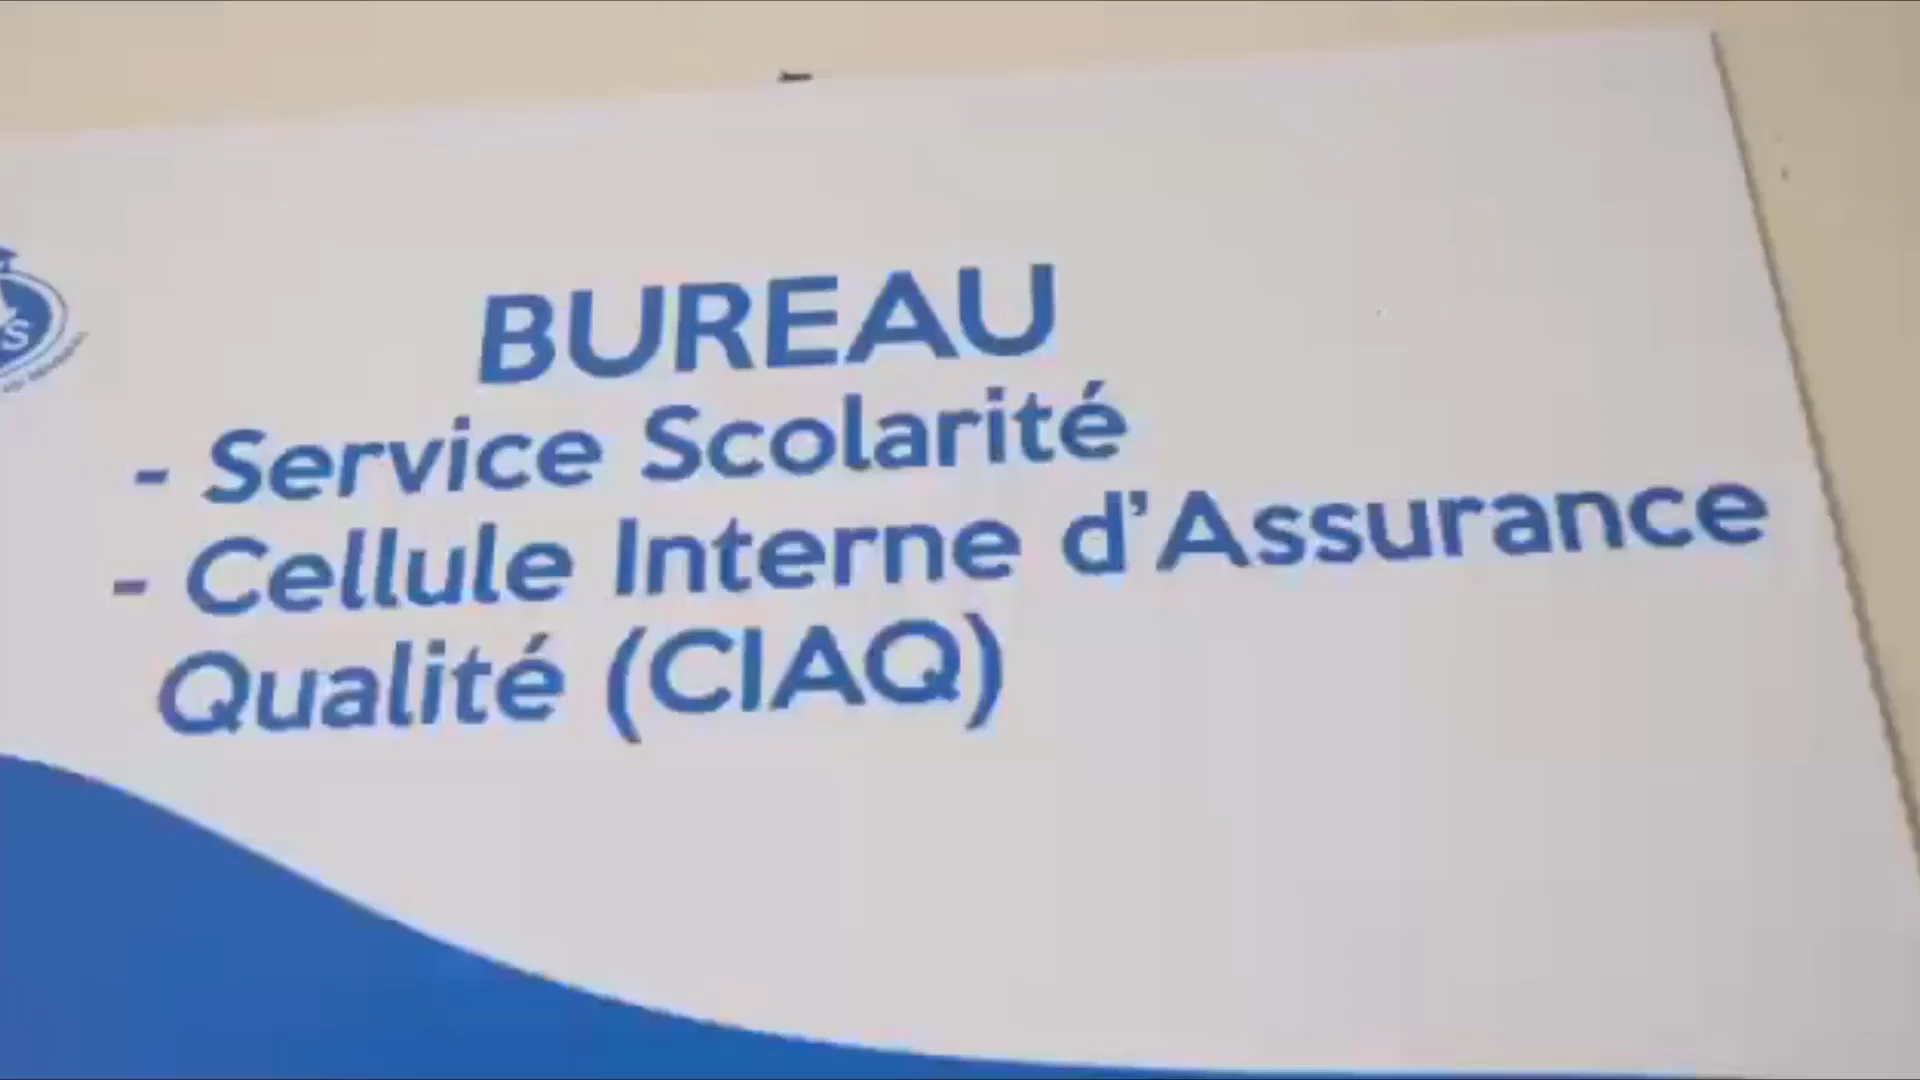 S
BUREAU
- Service Scolarité
- Cellule Interne d'Assurance
Qualité (CIAQ)